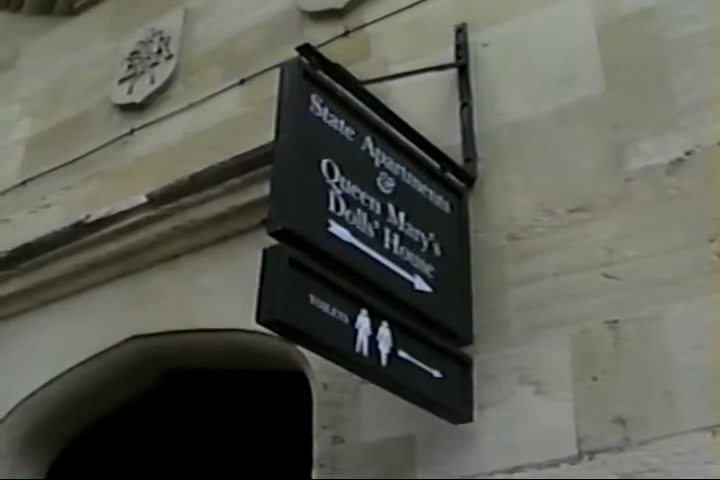 State Apartments
&
Queen Mary's
Dolls' House
TOILETS